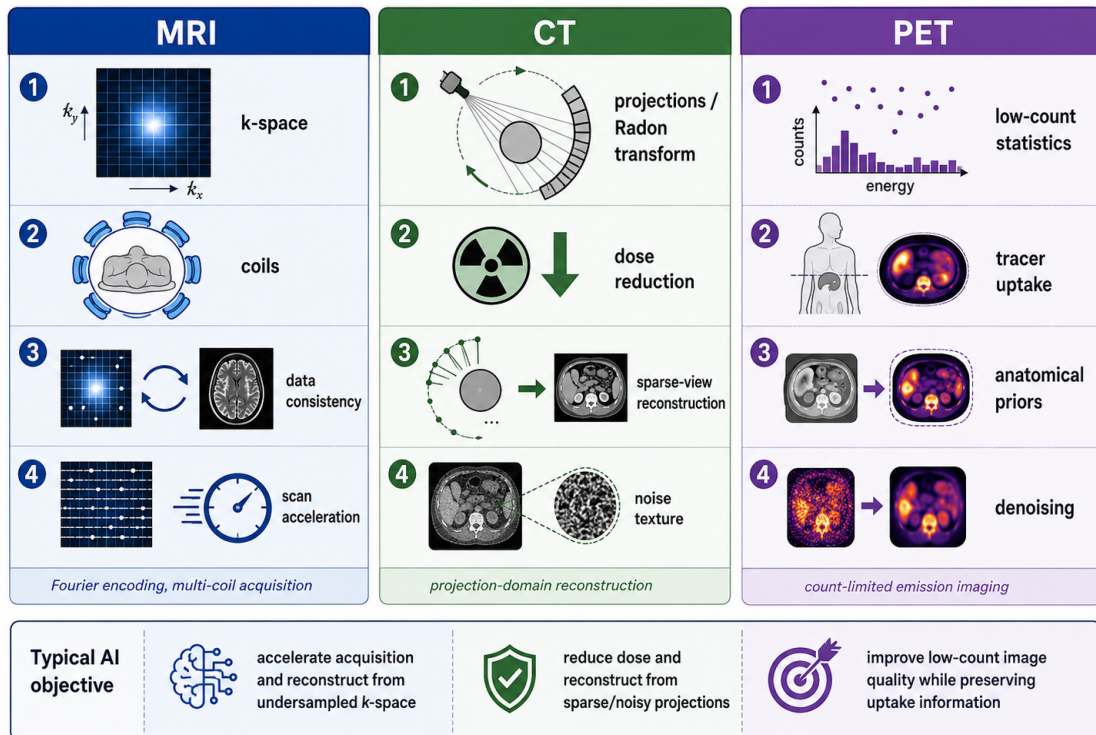 MRI
1
k-space
k_y
k_x
2
coils
3
data
consistency
4
scan
acceleration
Fourier encoding, multi-coil acquisition
CT
1
projections /
Radon
transform
2
dose
reduction
3
...
sparse-view
reconstruction
4
noise
texture
projection-domain reconstruction
PET
1
counts
energy
low-count
statistics
2
tracer
uptake
3
anatomical
priors
4
denoising
count-limited emission imaging
Typical AI
objective
accelerate acquisition
and reconstruct from
undersampled k-space
reduce dose and
reconstruct from
sparse/noisy projections
improve low-count image
quality while preserving
uptake information